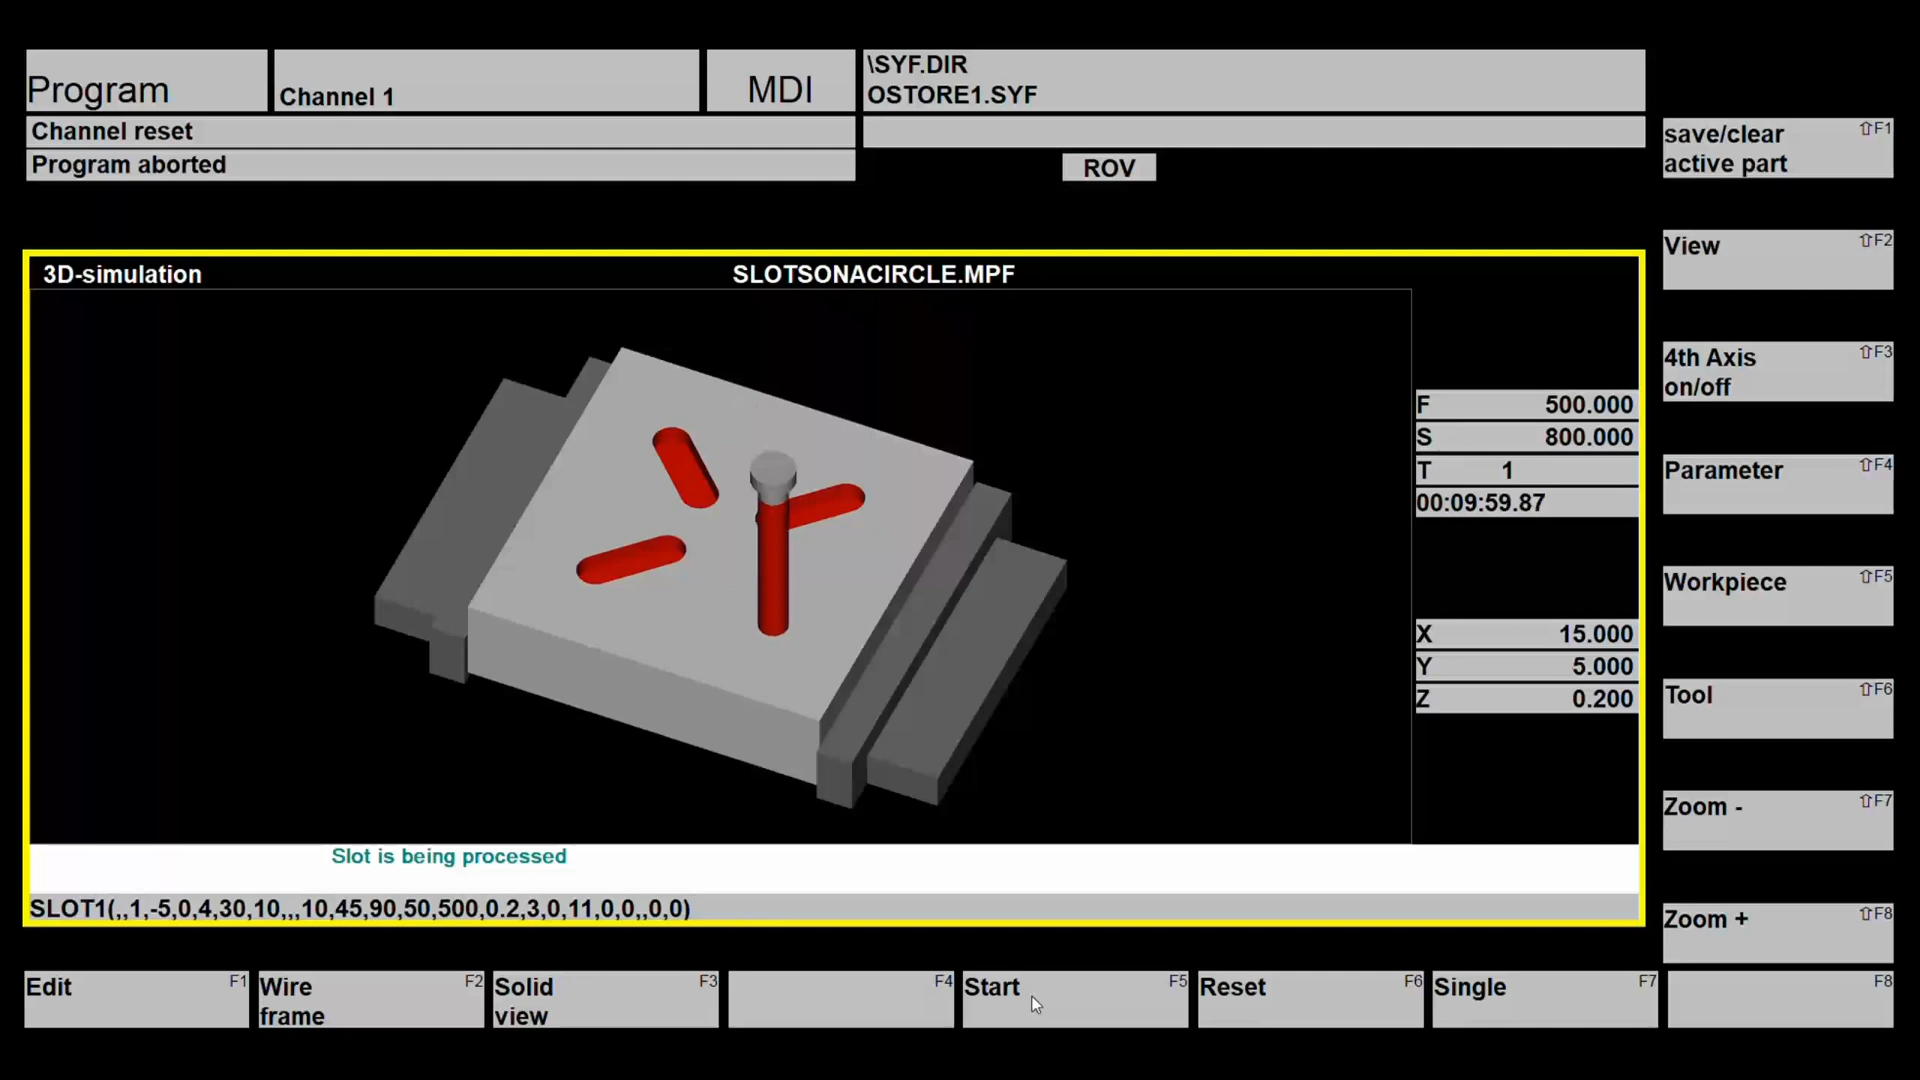 Program
Channel 1
MDI
\SYF.DIR
OSTORE1.SYF
Channel reset
Program aborted
ROV
save/clear ⇧F1
active part
View ⇧F2
4th Axis ⇧F3
on/off
Parameter ⇧F4
Workpiece ⇧F5
Tool ⇧F6
Zoom - ⇧F7
Zoom + ⇧F8
3D-simulation SLOTSONACIRCLE.MPF
F 500.000
S 800.000
T 1
00:09:59.87
X 15.000
Y 5.000
Z 0.200
Slot is being processed
SLOT1(,,1,-5,0,4,30,10,,,10,45,90,50,500,0.2,3,0,11,0,0,,0,0)
Edit F1
Wire F2
frame
Solid F3
view
F4
Start F5
Reset F6
Single F7
F8